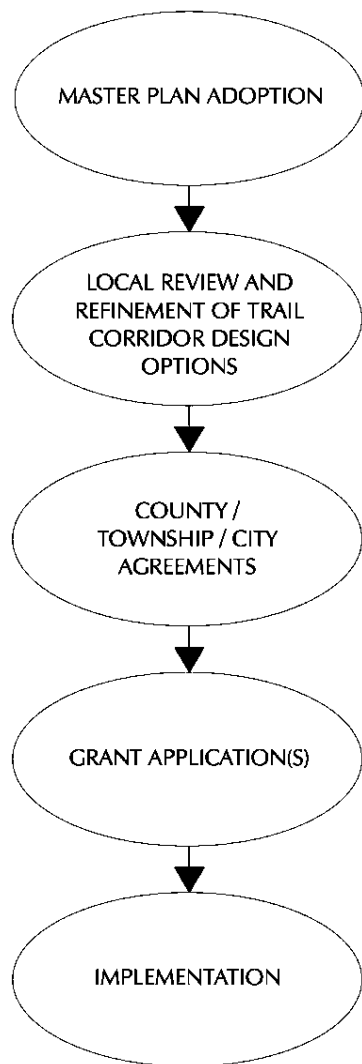 MASTER PLAN ADOPTION
LOCAL REVIEW AND
REFINEMENT OF TRAIL
CORRIDOR DESIGN
OPTIONS
COUNTY /
TOWNSHIP / CITY
AGREEMENTS
GRANT APPLICATION(S)
IMPLEMENTATION